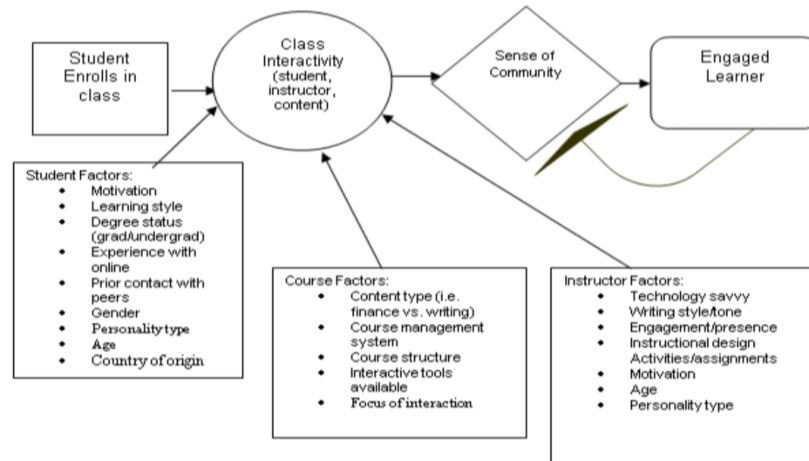 Student
Enrolls in
class
Class
Interactivity
(student,
instructor,
content)
Sense of
Community
Engaged
Learner
Student Factors:
• Motivation
• Learning style
• Degree status
(grad/undergrad)
• Experience with
online
• Prior contact with
peers
• Gender
• Personality type
• Age
• Country of origin
Course Factors:
• Content type (i.e.
finance vs. writing)
• Course management
system
• Course structure
• Interactive tools
available
• Focus of interaction
Instructor Factors:
• Technology savvy
• Writing style/tone
• Engagement/presence
• Instructional design
Activities/assignments
• Motivation
• Age
• Personality type